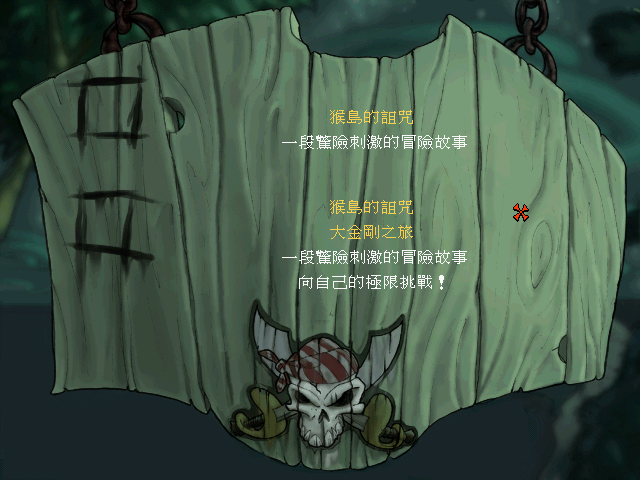 猴島的詛咒
一段驚險刺激的冒險故事
猴島的詛咒
大金剛之旅
一段驚險刺激的冒險故事
向自己的極限挑戰！